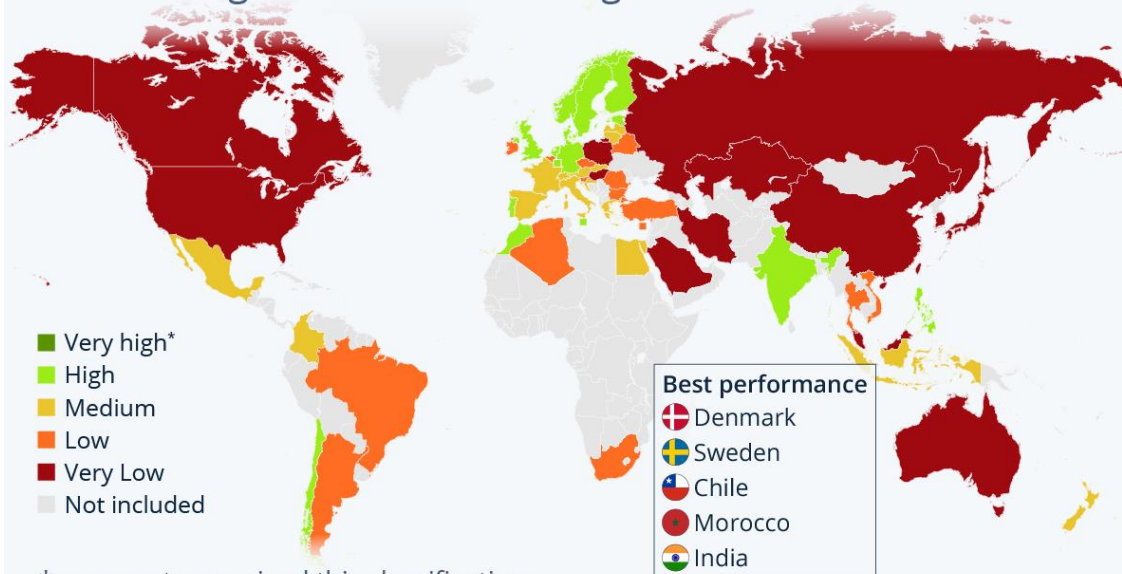 Very high*
High
Medium
Low
Very Low
Not included
Best performance
Denmark
Sweden
Chile
Morocco
India